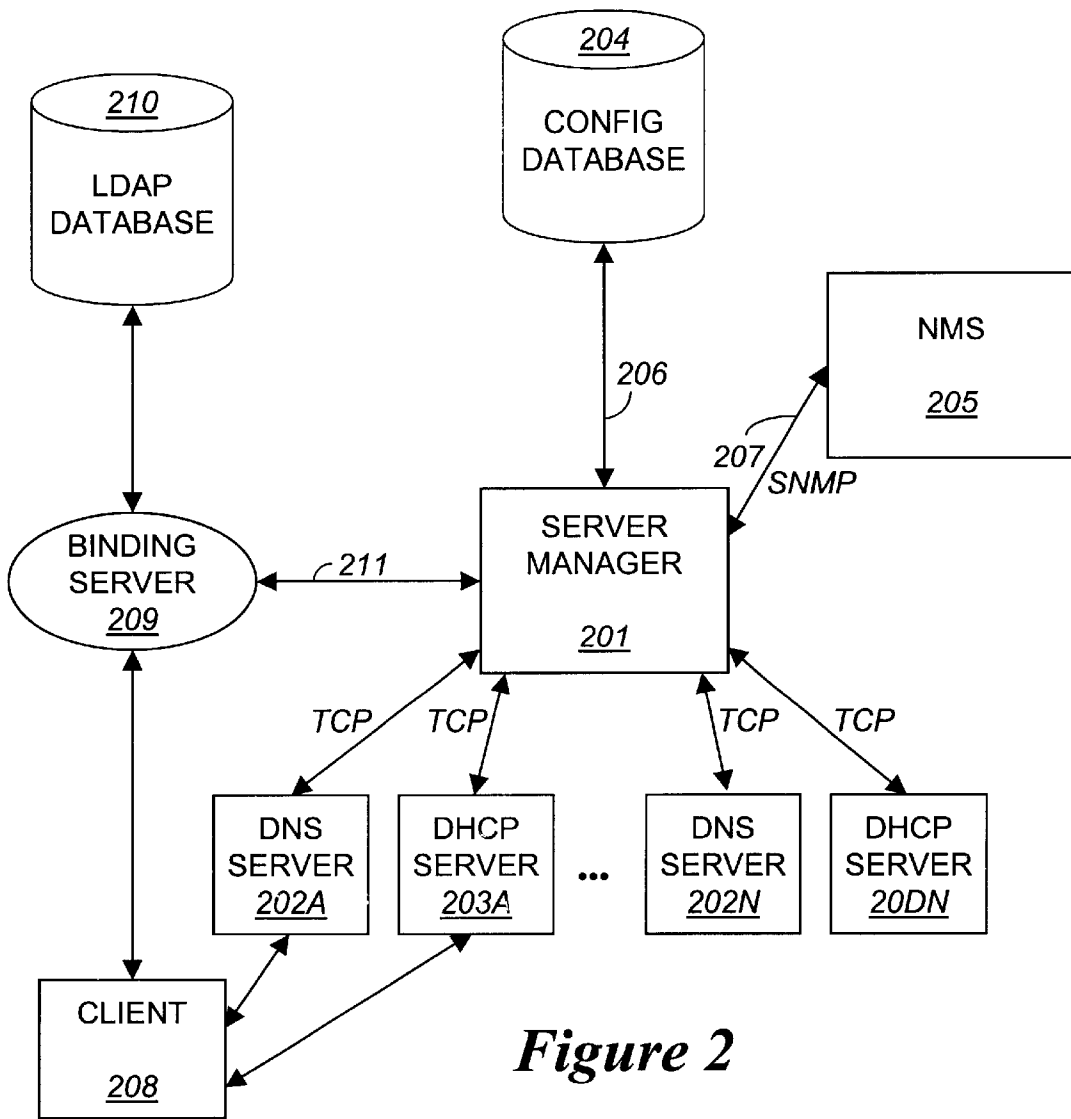 204
CONFIG
DATABASE
210
LDAP
DATABASE
NMS
205
206
207
SNMP
SERVER
MANAGER
201
BINDING
SERVER
209
211
TCP
TCP
TCP
TCP
DNS
SERVER
202A
DHCP
SERVER
203A
...
DNS
SERVER
202N
DHCP
SERVER
20DN
CLIENT
208
Figure 2